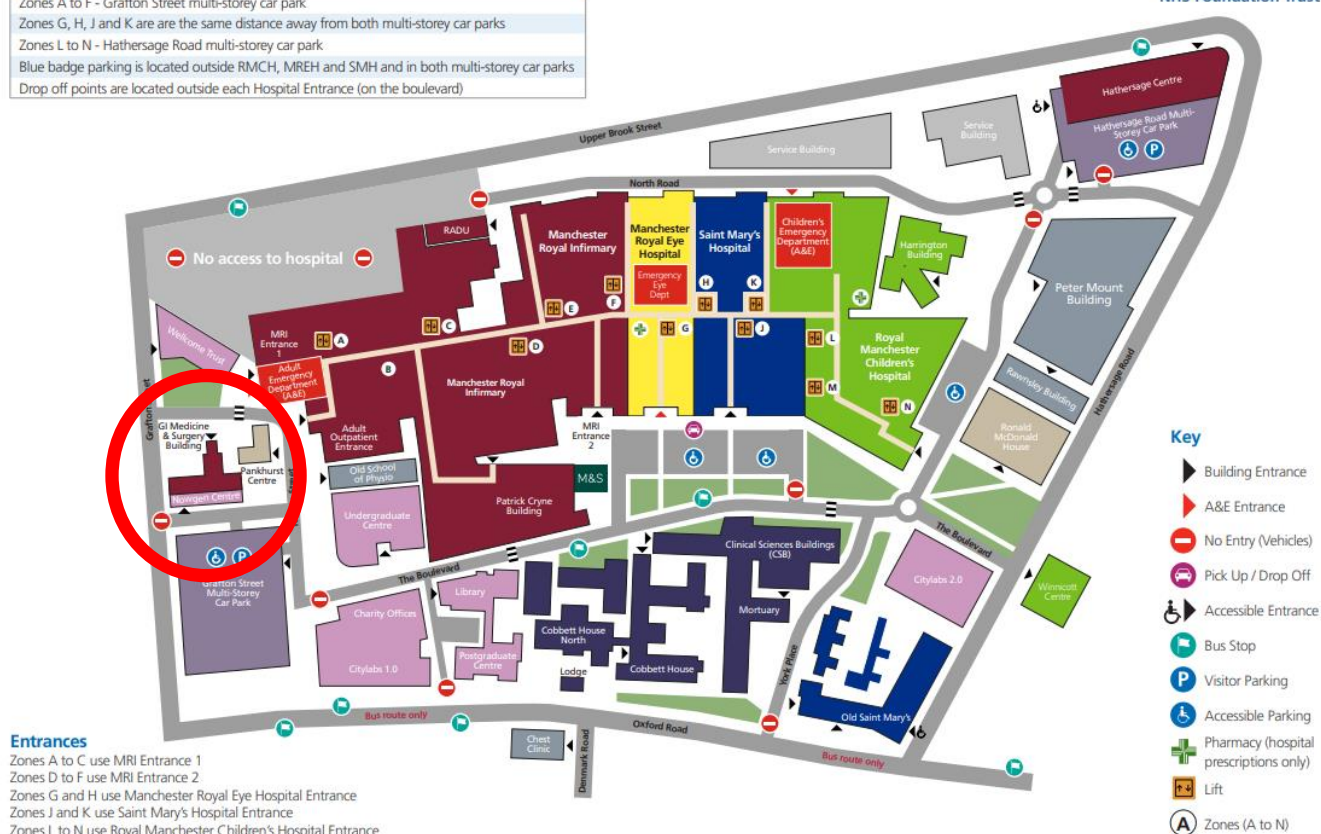 Zones A to F - Grafton Street multi-storey car park
Zones G, H, J and K are are the same distance away from both multi-storey car parks
Zones L to N - Hathersage Road multi-storey car park
Blue badge parking is located outside RMCH, MREH and SMH and in both multi-storey car parks
Drop off points are located outside each Hospital Entrance (on the boulevard)
NHS Foundation Trust
Upper Brook Street
Hathersage Centre
Hathersage Road Multi-
Storey Car Park
P
Service
Building
Service Building
North Road
No access to hospital
RADU
Manchester
Royal Infirmary
Manchester
Royal Eye
Hospital
Emergency
Eye
Dept
Saint Mary's
Hospital
Children's
Emergency
Department
(A&E)
Harrington
Building
Peter Mount
Building
H
K
F
E
C
A
D
G
J
L
M
N
B
MRI
Entrance
1
Wellcome Trust
Adult
Emergency
Department
(A&E)
Manchester Royal
Infirmary
Royal
Manchester
Children's
Hospital
Rawnsley Building
Hathersage Road
Ronald
McDonald
House
Grafton
GI Medicine
& Surgery
Building
Pankhurst
Centre
Nowgen Centre
Adult
Outpatient
Entrance
Old School
of Physio
Undergraduate
Centre
MRI
Entrance
2
M&S
Patrick Cryne
Building
P
Grafton Street
Multi-Storey
Car Park
The Boulevard
The Boulevard
Clinical Sciences Buildings
(CSB)
Citylabs 2.0
Winnicott
Centre
Charity Offices
Citylabs 1.0
Library
Postgraduate
Centre
Cobbett House
North
Lodge
Cobbett House
Mortuary
York Place
Old Saint Mary's
Bus route only
Oxford Road
Bus route only
Chest
Clinic
Denmark Road
Key
Building Entrance
A&E Entrance
No Entry (Vehicles)
Pick Up / Drop Off
Accessible Entrance
Bus Stop
P Visitor Parking
Accessible Parking
Pharmacy (hospital
prescriptions only)
Lift
A Zones (A to N)
Entrances
Zones A to C use MRI Entrance 1
Zones D to F use MRI Entrance 2
Zones G and H use Manchester Royal Eye Hospital Entrance
Zones J and K use Saint Mary's Hospital Entrance
Zones L to N use Royal Manchester Children's Hospital Entrance